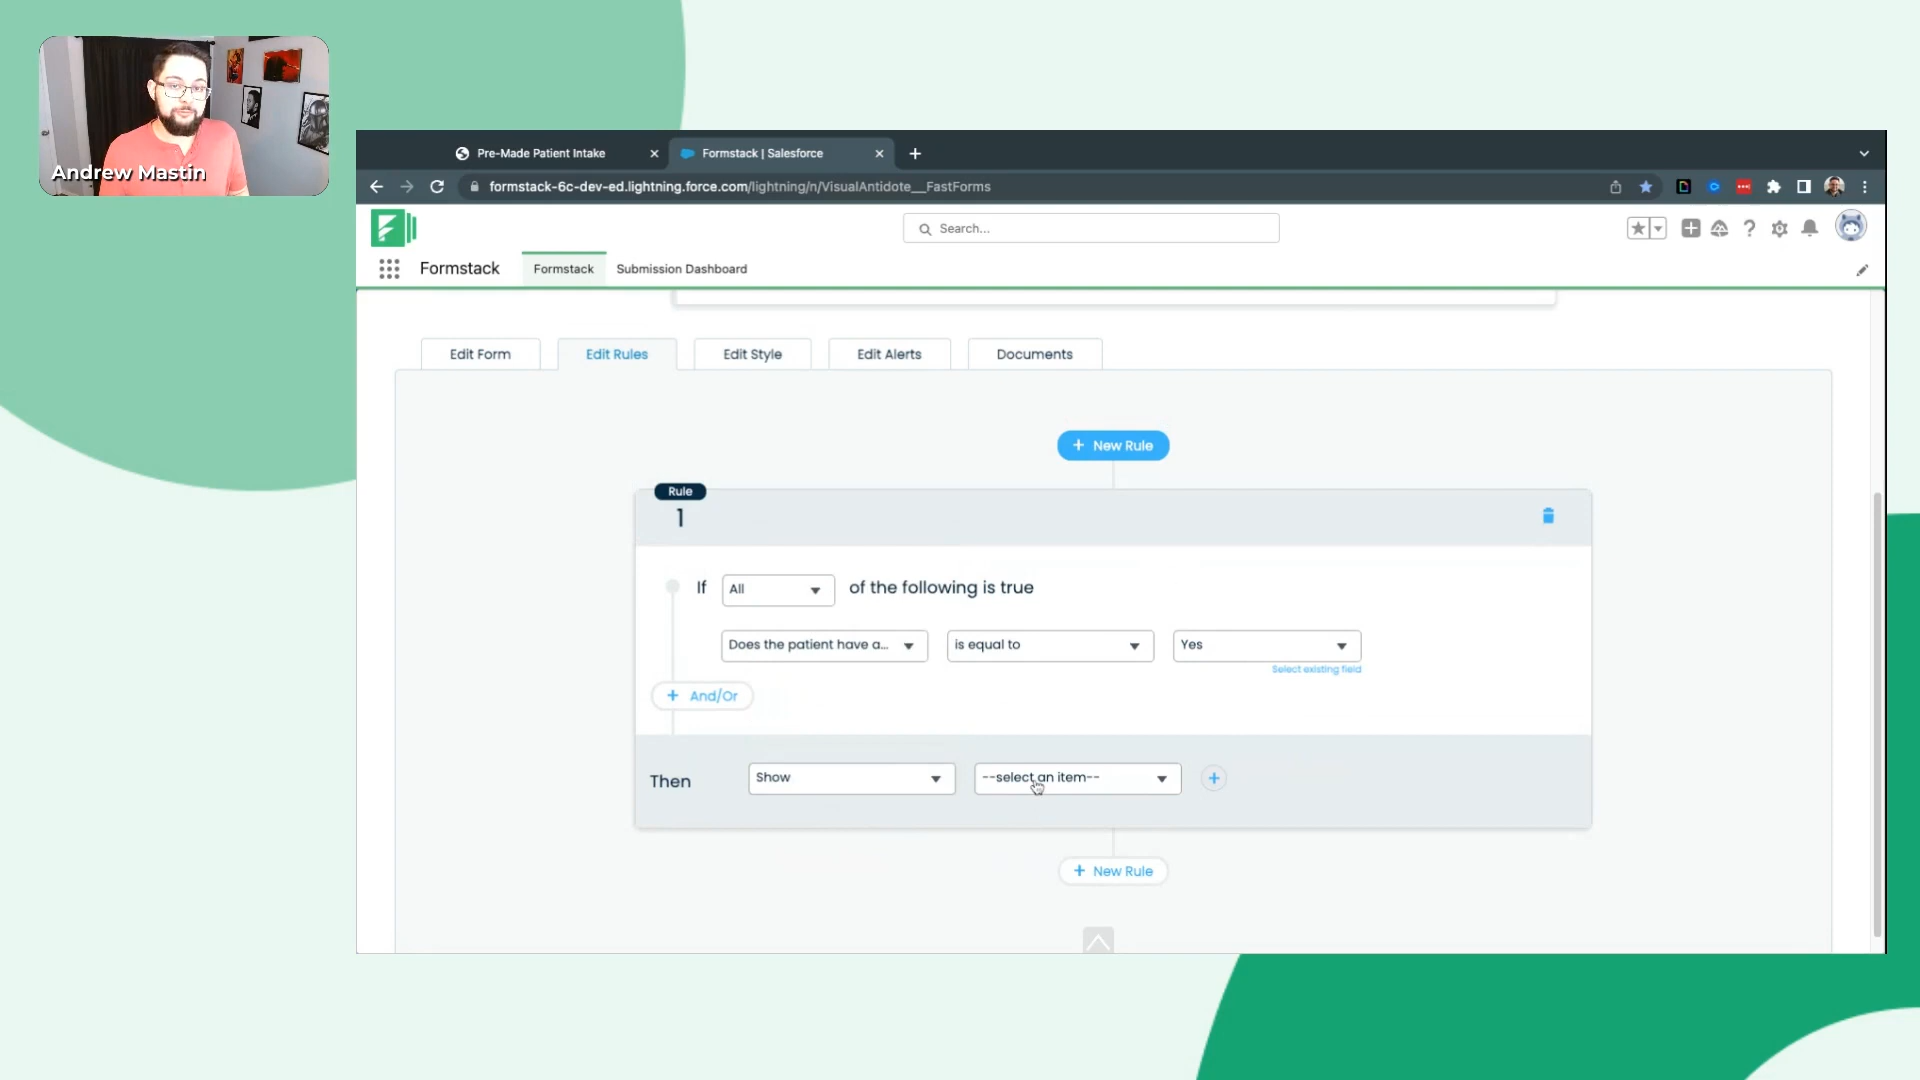 Andrew Mastin
Pre-Made Patient Intake
Formstack | Salesforce
formstack-6c-dev-ed.lightning.force.com/lightning/n/VisualAntidote__FastForms
Search...
Formstack
Formstack
Submission Dashboard
Edit Form
Edit Rules
Edit Style
Edit Alerts
Documents
+ New Rule
Rule
1
If
All
of the following is true
Does the patient have a...
is equal to
Yes
Select existing field
+ And/Or
Then
Show
--select an item--
+ New Rule